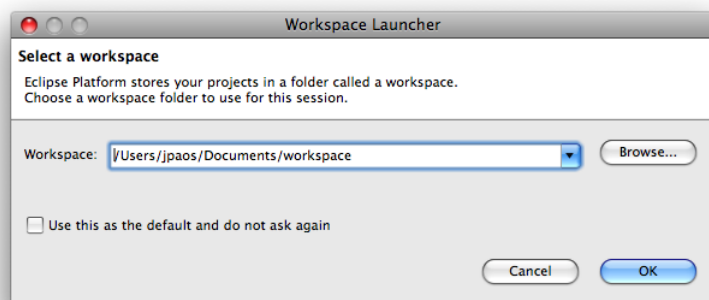 Workspace Launcher
Select a workspace
Eclipse Platform stores your projects in a folder called a workspace.
Choose a workspace folder to use for this session.
Workspace: /Users/jpaos/Documents/workspace Browse...
Use this as the default and do not ask again
Cancel OK